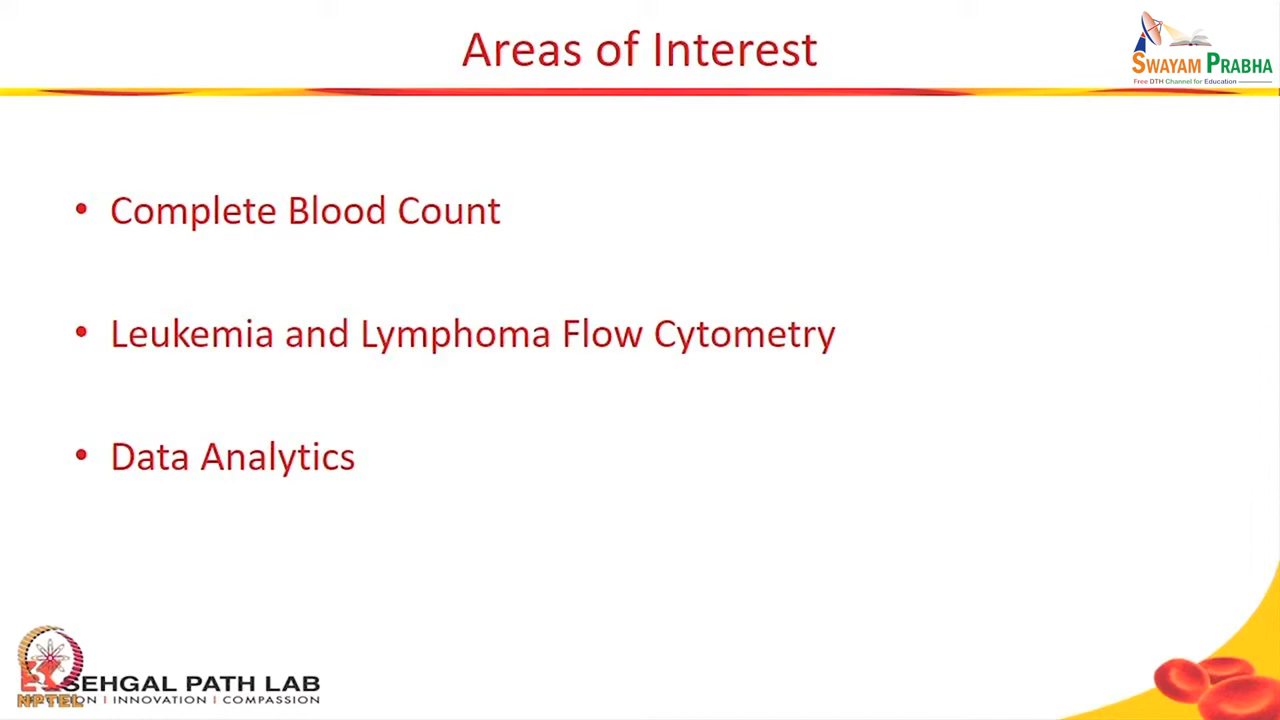 Areas of Interest
SWAYAM PRABHA
Free DTH Channel for Education
• Complete Blood Count
• Leukemia and Lymphoma Flow Cytometry
• Data Analytics
SEHGAL PATH LAB
INNOVATION | COMPASSION
NPTEL